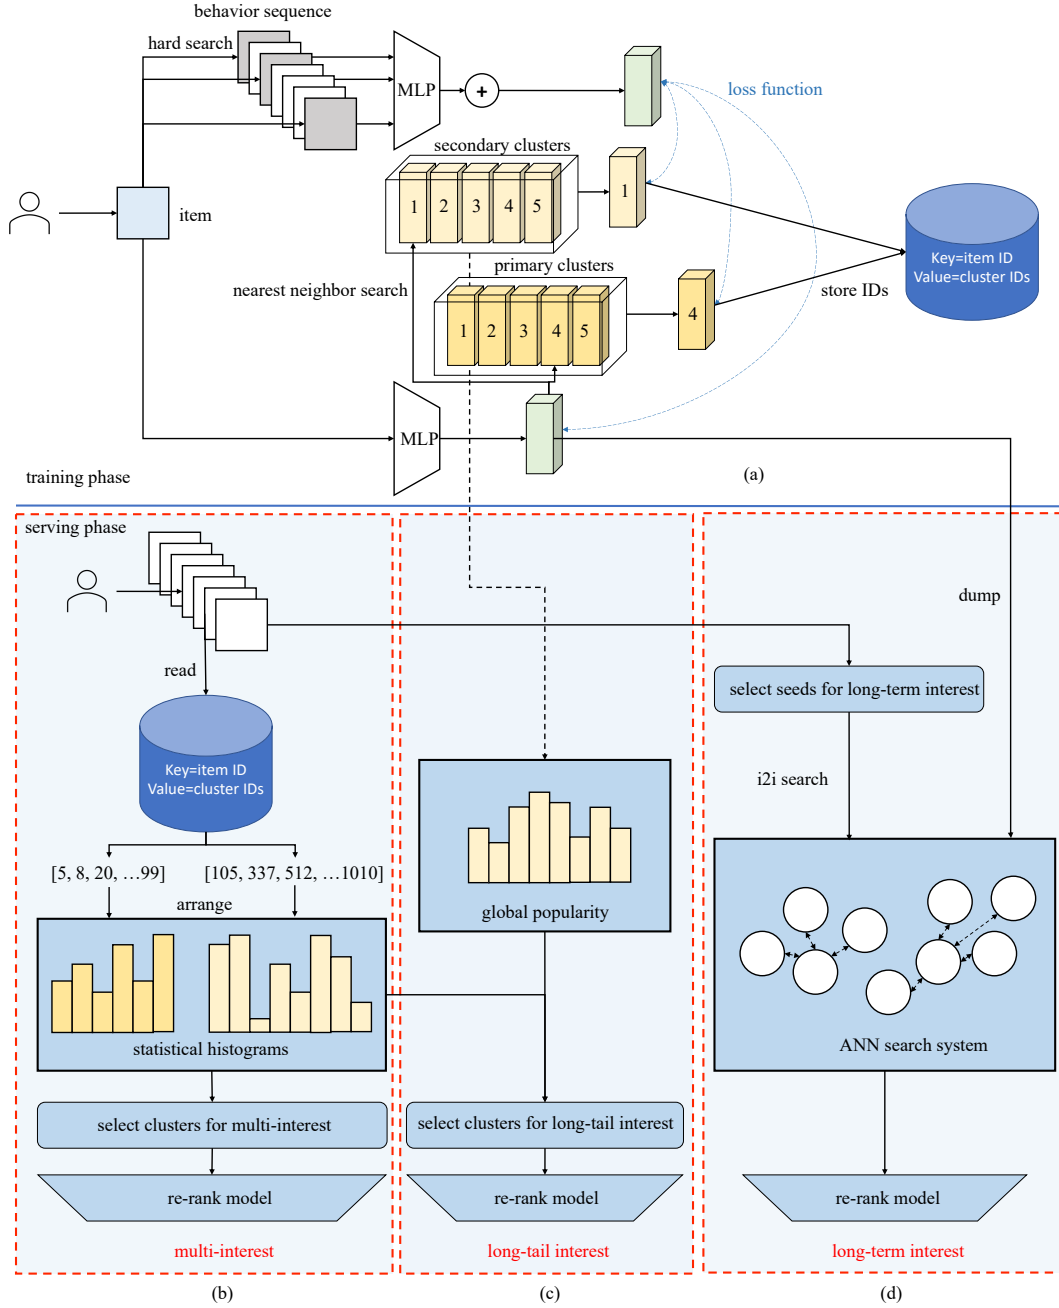 behavior sequence
hard search
MLP
+
loss function
secondary clusters
1 2 3 4 5
1
item
Key=item ID
Value=cluster IDs
primary clusters
nearest neighbor search
store IDs
1 2 3 4 5
4
MLP
(a)
training phase
serving phase
dump
read
select seeds for long-term interest
Key=item ID
Value=cluster IDs
i2i search
[5, 8, 20, …99]
[105, 337, 512, …1010]
arrange
global popularity
statistical histograms
ANN search system
select clusters for multi-interest
select clusters for long-tail interest
re-rank model
re-rank model
re-rank model
multi-interest
long-tail interest
long-term interest
(b)
(c)
(d)